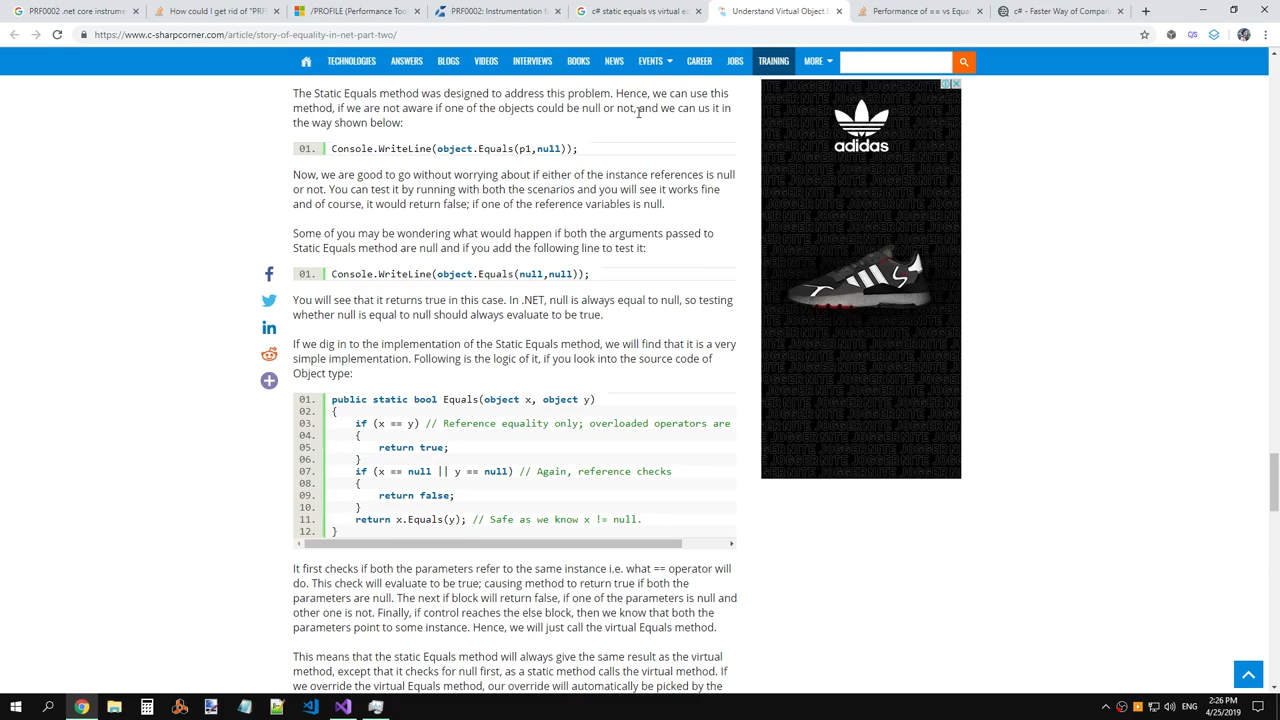 PRF0002 .net core instrum
How could I get rid of "PRF
/PROFILE (Performance Too
PRF0002: Instrumentation f
c# static equals vs virtual e
Understand Virtual Object.E
Performance of == vs Equal
c# - Faster Way of Compari
https://www.c-sharpcorner.com/article/story-of-equality-in-net-part-two/
TECHNOLOGIES ANSWERS BLOGS VIDEOS INTERVIEWS BOOKS NEWS EVENTS CAREER JOBS TRAINING MORE
The Static Equals method was designed to address this problem. Hence, we can use this
method, if we are not aware if one of the objects could be null or not, and we can us it in
the way shown below:
01. Console.WriteLine(object.Equals(p1,null));
Now, we are good to go without worrying about if either of the instance references is null
or not. You can test it by running with both the scenarios and you will see it works fine
and of course, it would return false; if one of the reference variables is null.
Some of you may be wondering what would happen if both the arguments passed to
Static Equals method are null and if you add the following line to test it:
01. Console.WriteLine(object.Equals(null,null));
You will see that it returns true in this case. In .NET, null is always equal to null, so testing
whether null is equal to null should always evaluate to be true.
If we dig in to the implementation of the Static Equals method, we will find that it is a very
simple implementation. Following is the logic of it, if you look into the source code of
Object type:
01. public static bool Equals(object x, object y)
02. {
03. if (x == y) // Reference equality only; overloaded operators are
04. {
05. return true;
06. }
07. if (x == null || y == null) // Again, reference checks
08. {
09. return false;
10. }
11. return x.Equals(y); // Safe as we know x != null.
12. }
It first checks if both the parameters refer to the same instance i.e. what == operator will
do. This check will evaluate to be true; causing method to return true if both the
parameters are null. The next if block will return false, if one of the parameters is null and
other one is not. Finally, if control reaches the else block, then we know that both the
parameters point to some instance. Hence, we will just call the virtual Equals method.
This means that the static Equals method will always give the same result as the virtual
method, except that it checks for null first, as a static method calls the virtual method. If
we override the virtual Equals method, our override will automatically be picked by the
adidas
JUGGERNITE
ENG
2:26 PM
4/25/2019